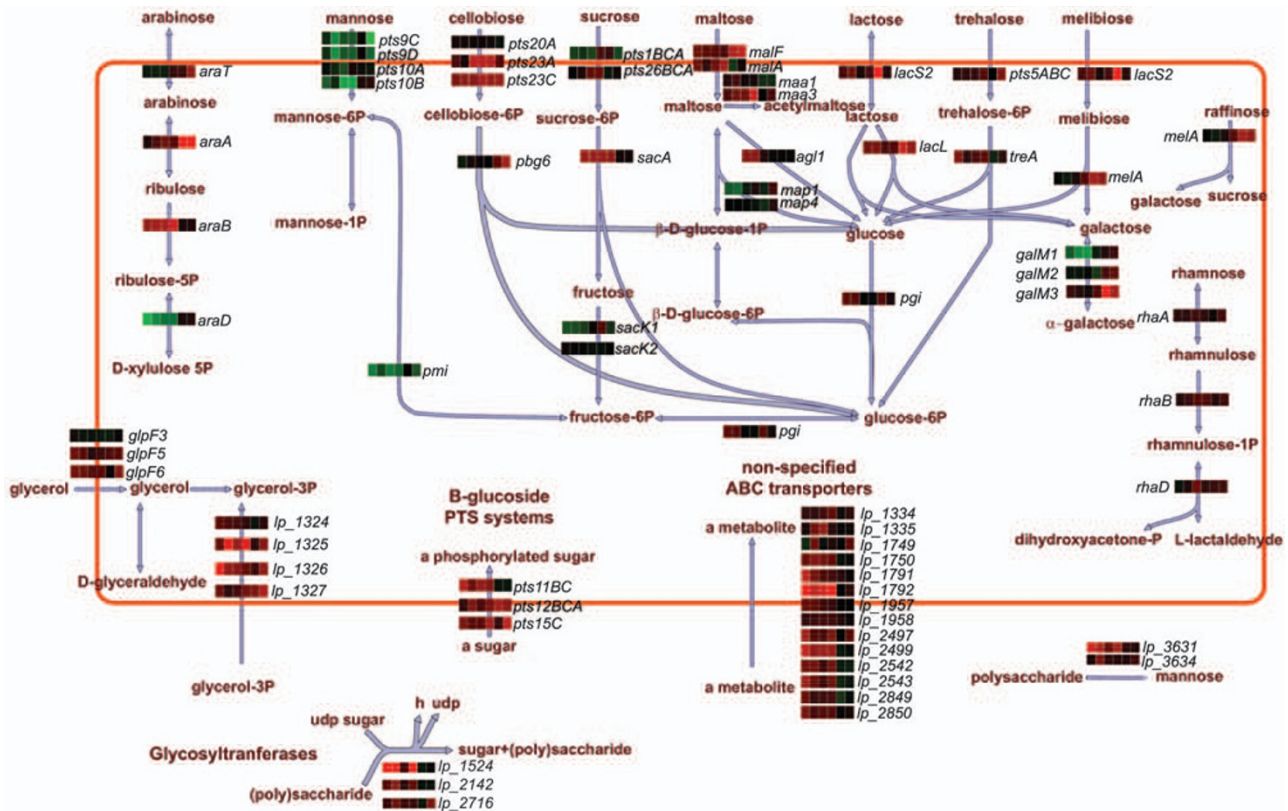 arabinose
mannose
cellobiose
sucrose
maltose
lactose
trehalose
melibiose
pts9C
pts9D
pts10A
pts10B
pts20A
pts23A
pts23C
pts1BCA
pts26BCA
malF
malA
maa1
maa3
lacS2
pts5ABC
lacS2
araT
arabinose
mannose-6P
cellobiose-6P
sucrose-6P
maltose
acetylmaltose
lactose
trehalose-6P
melibiose
raffinose
melA
araA
pbg6
sacA
agl1
lacL
treA
melA
galactose
sucrose
ribulose
map1
map4
araB
mannose-1P
β-D-glucose-1P
glucose
galactose
ribulose-5P
fructose
pgi
galM1
galM2
galM3
rhamnose
araD
sacK1
sacK2
β-D-glucose-6P
α-galactose
rhaA
rhamnulose
D-xylulose 5P
pmi
rhaB
fructose-6P
pgi
glucose-6P
rhamnulose-1P
glpF3
glpF5
glpF6
glycerol
glycerol
glycerol-3P
B-glucoside
PTS systems
non-specified
ABC transporters
rhaD
lp_1324
lp_1325
lp_1326
lp_1327
D-glyceraldehyde
a phosphorylated sugar
pts11BC
pts12BCA
pts15C
a sugar
a metabolite
lp_1334
lp_1335
lp_1749
lp_1750
lp_1791
lp_1792
lp_1957
lp_1958
lp_2497
lp_2499
lp_2542
lp_2543
lp_2849
lp_2850
a metabolite
dihydroxyacetone-P
L-lactaldehyde
lp_3631
lp_3634
polysaccharide
mannose
glycerol-3P
h udp
udp sugar
Glycosyltranferases
sugar+(poly)saccharide
(poly)saccharide
lp_1524
lp_2142
lp_2716